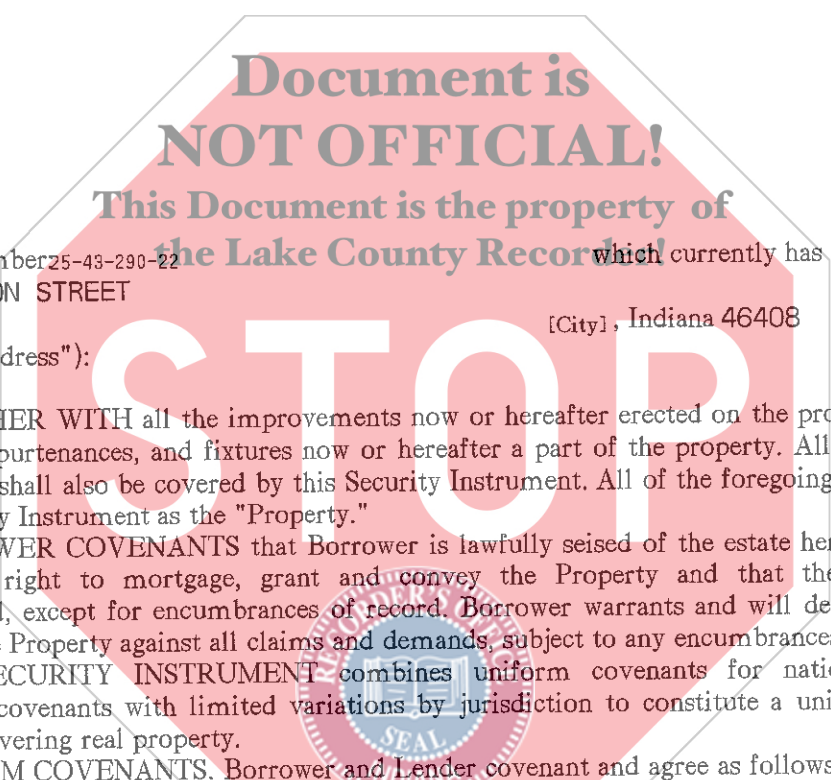 Document is
NOT OFFICIAL!
This Document is the property of
the Lake County Recorder!
nber25-43-290-22 which currently has
ON STREET
[City] , Indiana 46408
dress"):
STOP
HER WITH all the improvements now or hereafter erected on the pro
purtenances, and fixtures now or hereafter a part of the property. All
shall also be covered by this Security Instrument. All of the foregoing
y Instrument as the "Property."
WER COVENANTS that Borrower is lawfully seised of the estate her
right to mortgage, grant and convey the Property and that the
d, except for encumbrances of record. Borrower warrants and will de
e Property against all claims and demands, subject to any encumbrance
ECURITY INSTRUMENT combines uniform covenants for natio
covenants with limited variations by jurisdiction to constitute a uni
vering real property.
M COVENANTS. Borrower and Lender covenant and agree as follows
RECORDER'S OFFICE
SEAL